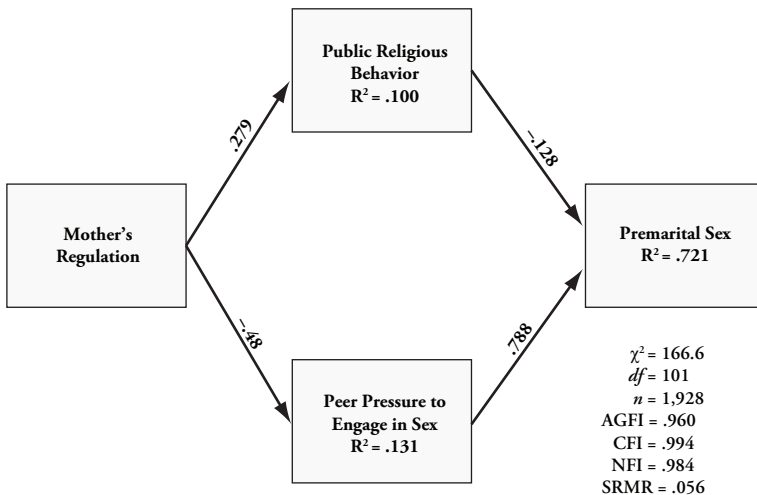 Public Religious
Behavior
R² = .100
.279
–.128
Mother's
Regulation
Premarital Sex
R² = .721
–.48
.788
Peer Pressure to
Engage in Sex
R² = .131
χ² = 166.6
df = 101
n = 1,928
AGFI = .960
CFI = .994
NFI = .984
SRMR = .056